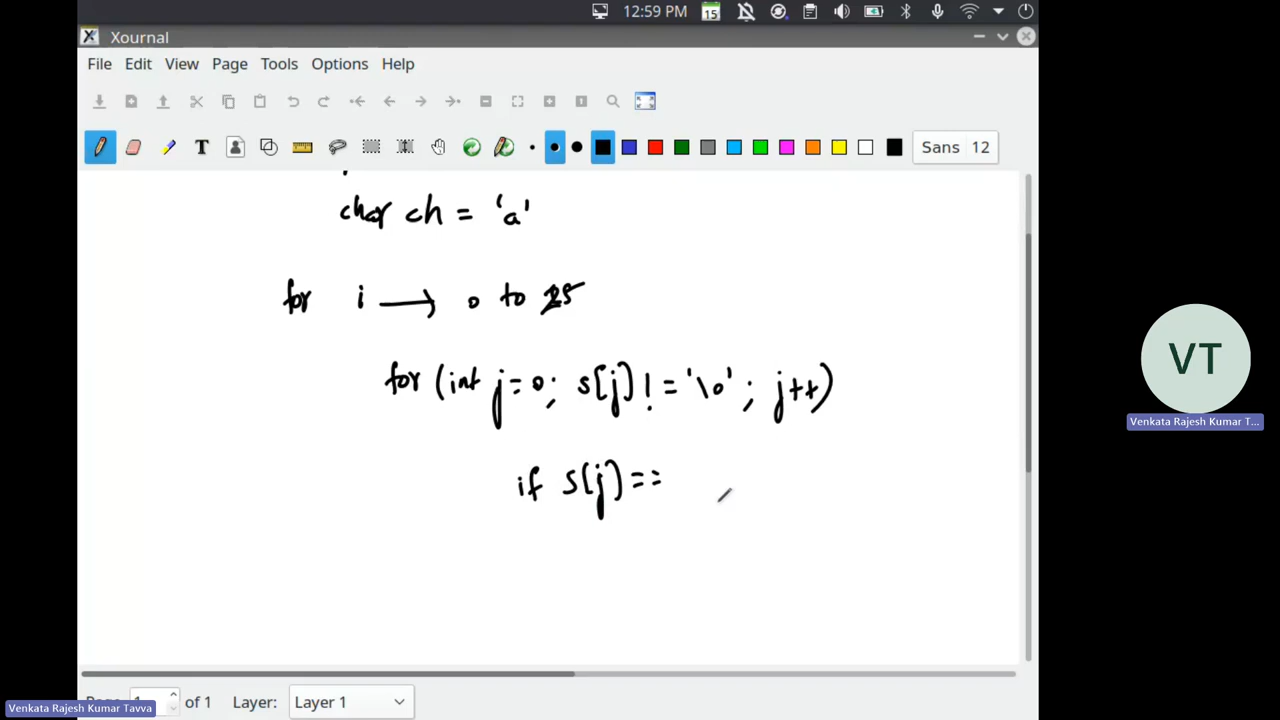 12:59 PM 15
Xournal
File Edit View Page Tools Options Help
T Sans 12
char ch = 'a'
for i → 0 to 25
for (int j=0; s[j] != '\0'; j++)
if s[j]==
VT
Venkata Rajesh Kumar T...
of 1 Layer: Layer 1
Venkata Rajesh Kumar Tavva